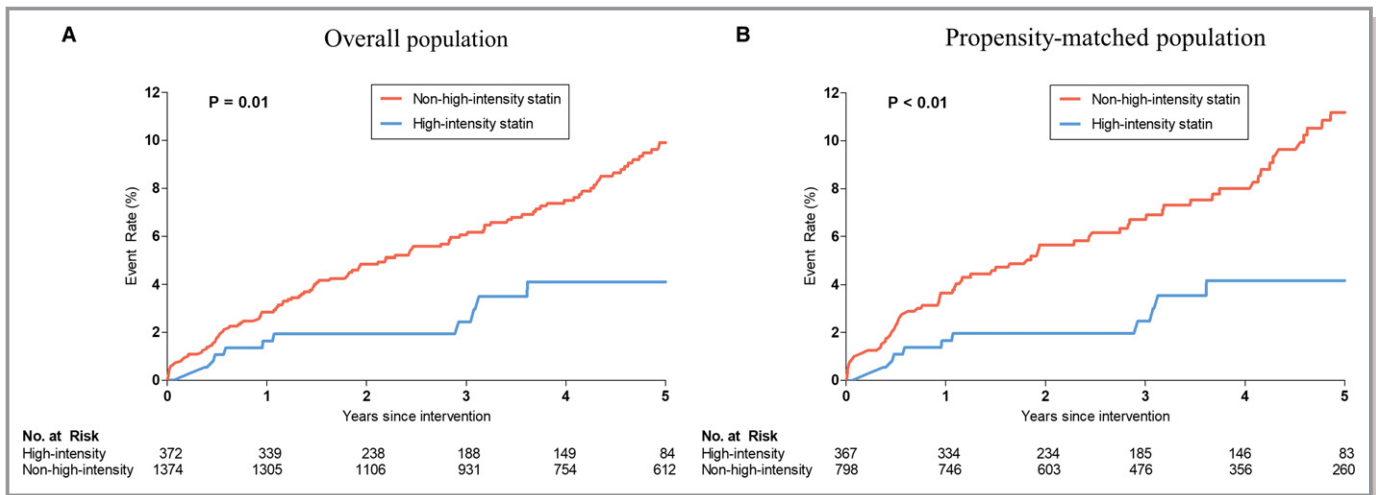 A
Overall population
P = 0.01
Non-high-intensity statin
High-intensity statin
Event Rate (%)
12
10
8
6
4
2
0
0 1 2 3 4 5
Years since intervention
No. at Risk
High-intensity 372 339 238 188 149 84
Non-high-intensity 1374 1305 1106 931 754 612
B
Propensity-matched population
P < 0.01
Non-high-intensity statin
High-intensity statin
Event Rate (%)
12
10
8
6
4
2
0
0 1 2 3 4 5
Years since intervention
No. at Risk
High-intensity 367 334 234 185 146 83
Non-high-intensity 798 746 603 476 356 260